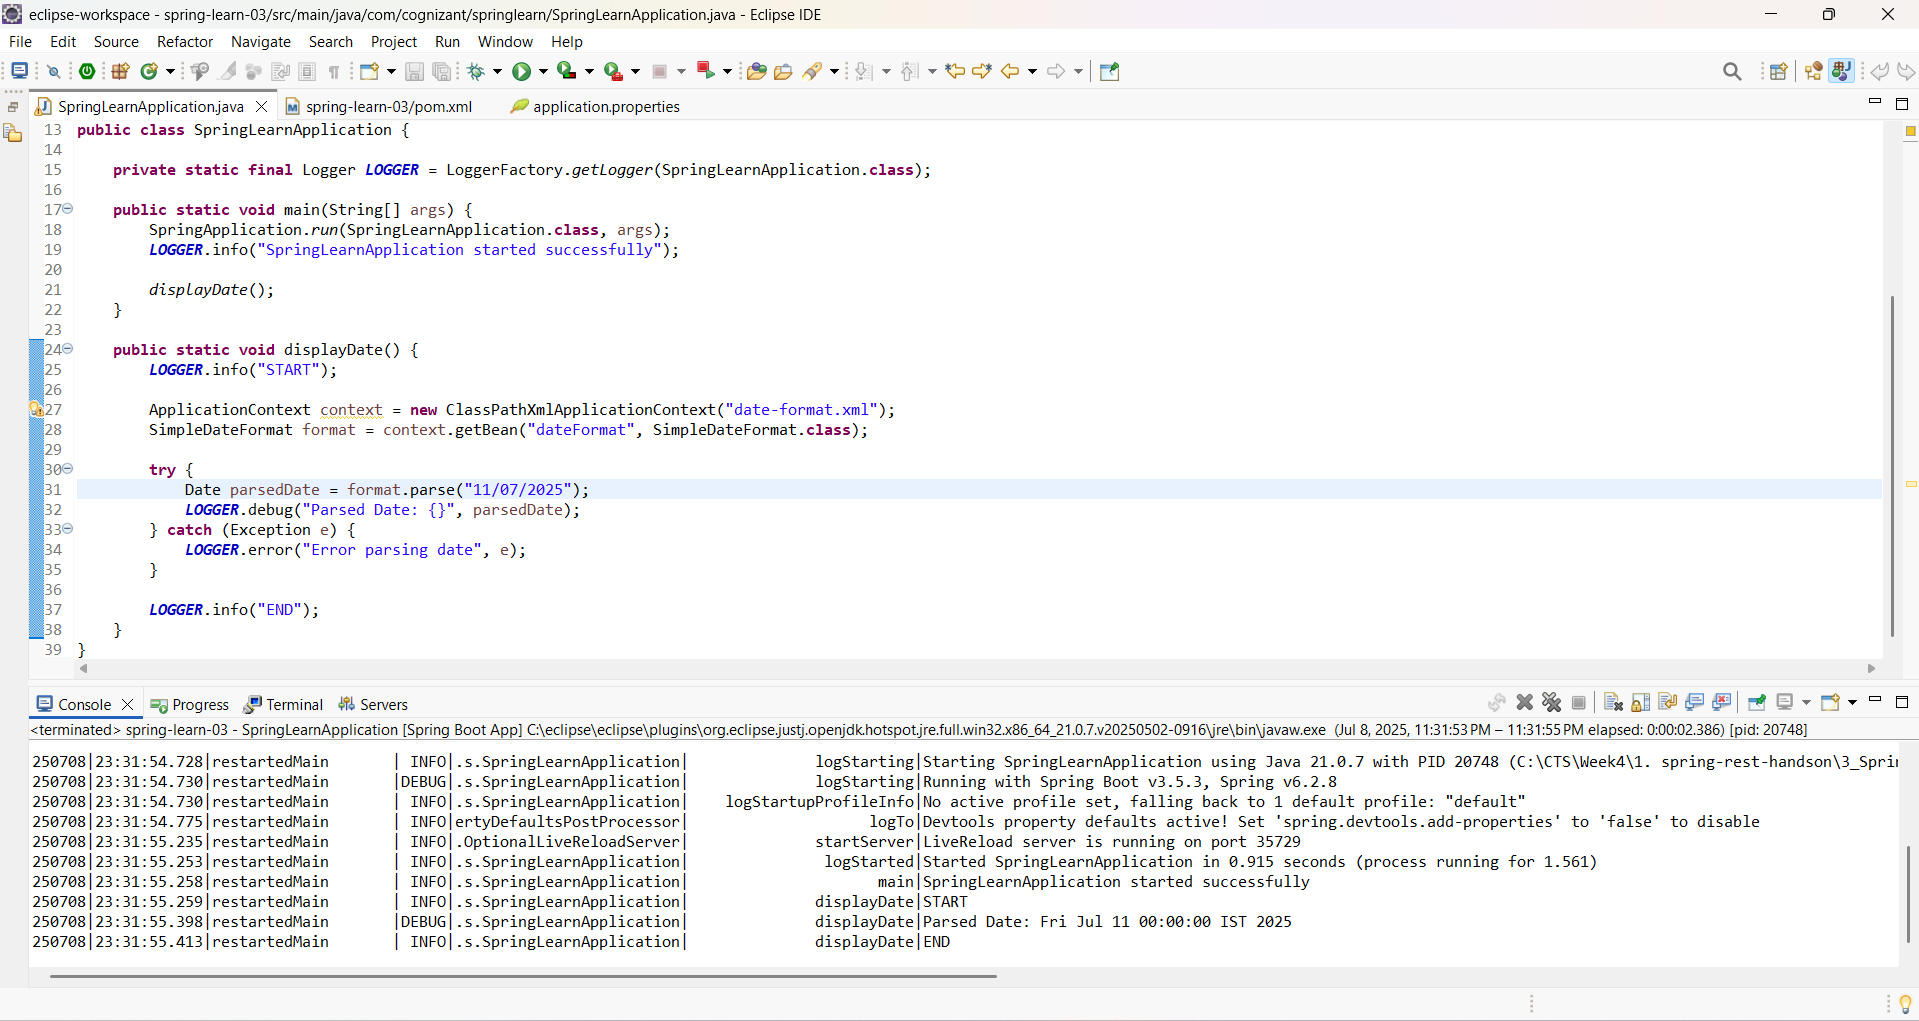 eclipse-workspace - spring-learn-03/src/main/java/com/cognizant/springlearn/SpringLearnApplication.java - Eclipse IDE
File Edit Source Refactor Navigate Search Project Run Window Help
SpringLearnApplication.java spring-learn-03/pom.xml application.properties
13 public class SpringLearnApplication {
14
15 private static final Logger LOGGER = LoggerFactory.getLogger(SpringLearnApplication.class);
16
17 public static void main(String[] args) {
18 SpringApplication.run(SpringLearnApplication.class, args);
19 LOGGER.info("SpringLearnApplication started successfully");
20
21 displayDate();
22 }
23
24 public static void displayDate() {
25 LOGGER.info("START");
26
27 ApplicationContext context = new ClassPathXmlApplicationContext("date-format.xml");
28 SimpleDateFormat format = context.getBean("dateFormat", SimpleDateFormat.class);
29
30 try {
31 Date parsedDate = format.parse("11/07/2025");
32 LOGGER.debug("Parsed Date: {}", parsedDate);
33 } catch (Exception e) {
34 LOGGER.error("Error parsing date", e);
35 }
36
37 LOGGER.info("END");
38 }
39 }
Console Progress Terminal Servers
<terminated> spring-learn-03 - SpringLearnApplication [Spring Boot App] C:\eclipse\eclipse\plugins\org.eclipse.justj.openjdk.hotspot.jre.full.win32.x86_64_21.0.7.v20250502-0916\jre\bin\javaw.exe (Jul 8, 2025, 11:31:53 PM – 11:31:55 PM elapsed: 0:00:02.386) [pid: 20748]
250708|23:31:54.728|restartedMain | INFO|.s.SpringLearnApplication| logStarting|Starting SpringLearnApplication using Java 21.0.7 with PID 20748 (C:\CTS\Week4\1. spring-rest-handson\3_Sprin
250708|23:31:54.730|restartedMain |DEBUG|.s.SpringLearnApplication| logStarting|Running with Spring Boot v3.5.3, Spring v6.2.8
250708|23:31:54.730|restartedMain | INFO|.s.SpringLearnApplication| logStartupProfileInfo|No active profile set, falling back to 1 default profile: "default"
250708|23:31:54.775|restartedMain | INFO|ertyDefaultsPostProcessor| logTo|Devtools property defaults active! Set 'spring.devtools.add-properties' to 'false' to disable
250708|23:31:55.235|restartedMain | INFO|.OptionalLiveReloadServer| startServer|LiveReload server is running on port 35729
250708|23:31:55.253|restartedMain | INFO|.s.SpringLearnApplication| logStarted|Started SpringLearnApplication in 0.915 seconds (process running for 1.561)
250708|23:31:55.258|restartedMain | INFO|.s.SpringLearnApplication| main|SpringLearnApplication started successfully
250708|23:31:55.259|restartedMain | INFO|.s.SpringLearnApplication| displayDate|START
250708|23:31:55.398|restartedMain |DEBUG|.s.SpringLearnApplication| displayDate|Parsed Date: Fri Jul 11 00:00:00 IST 2025
250708|23:31:55.413|restartedMain | INFO|.s.SpringLearnApplication| displayDate|END